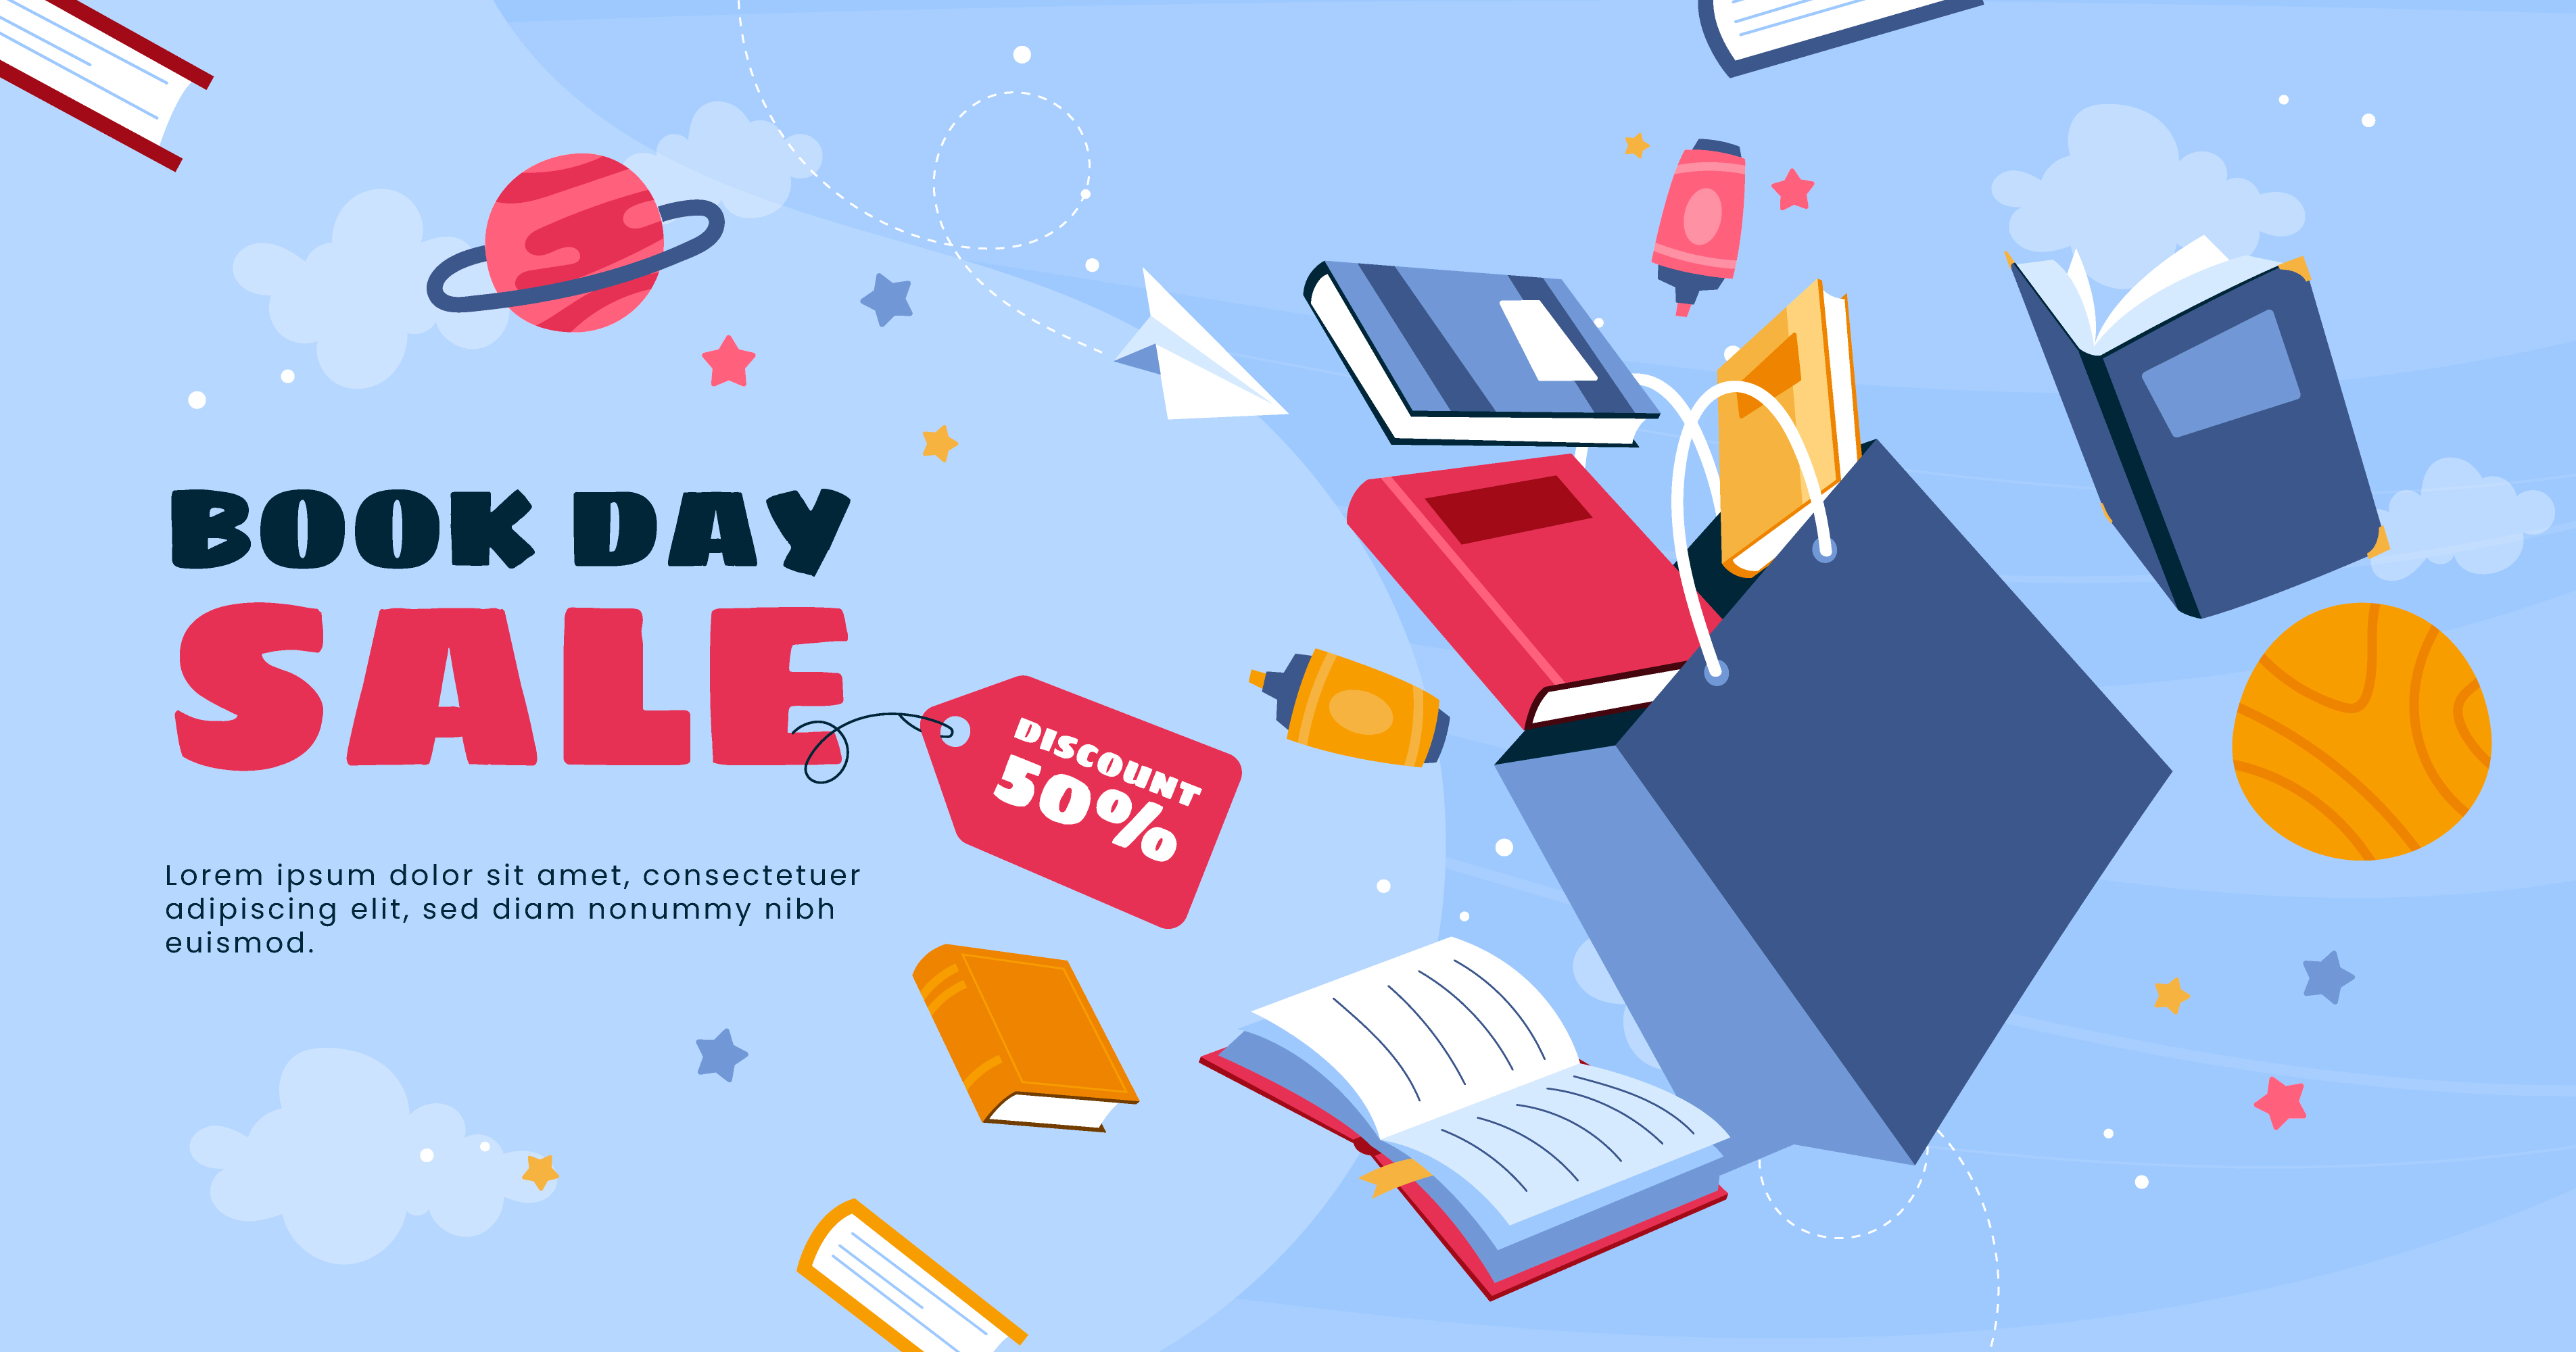 BOOK DAY
SALE
DISCOUNT
50%
Lorem ipsum dolor sit amet, consectetuer
adipiscing elit, sed diam nonummy nibh
euismod.